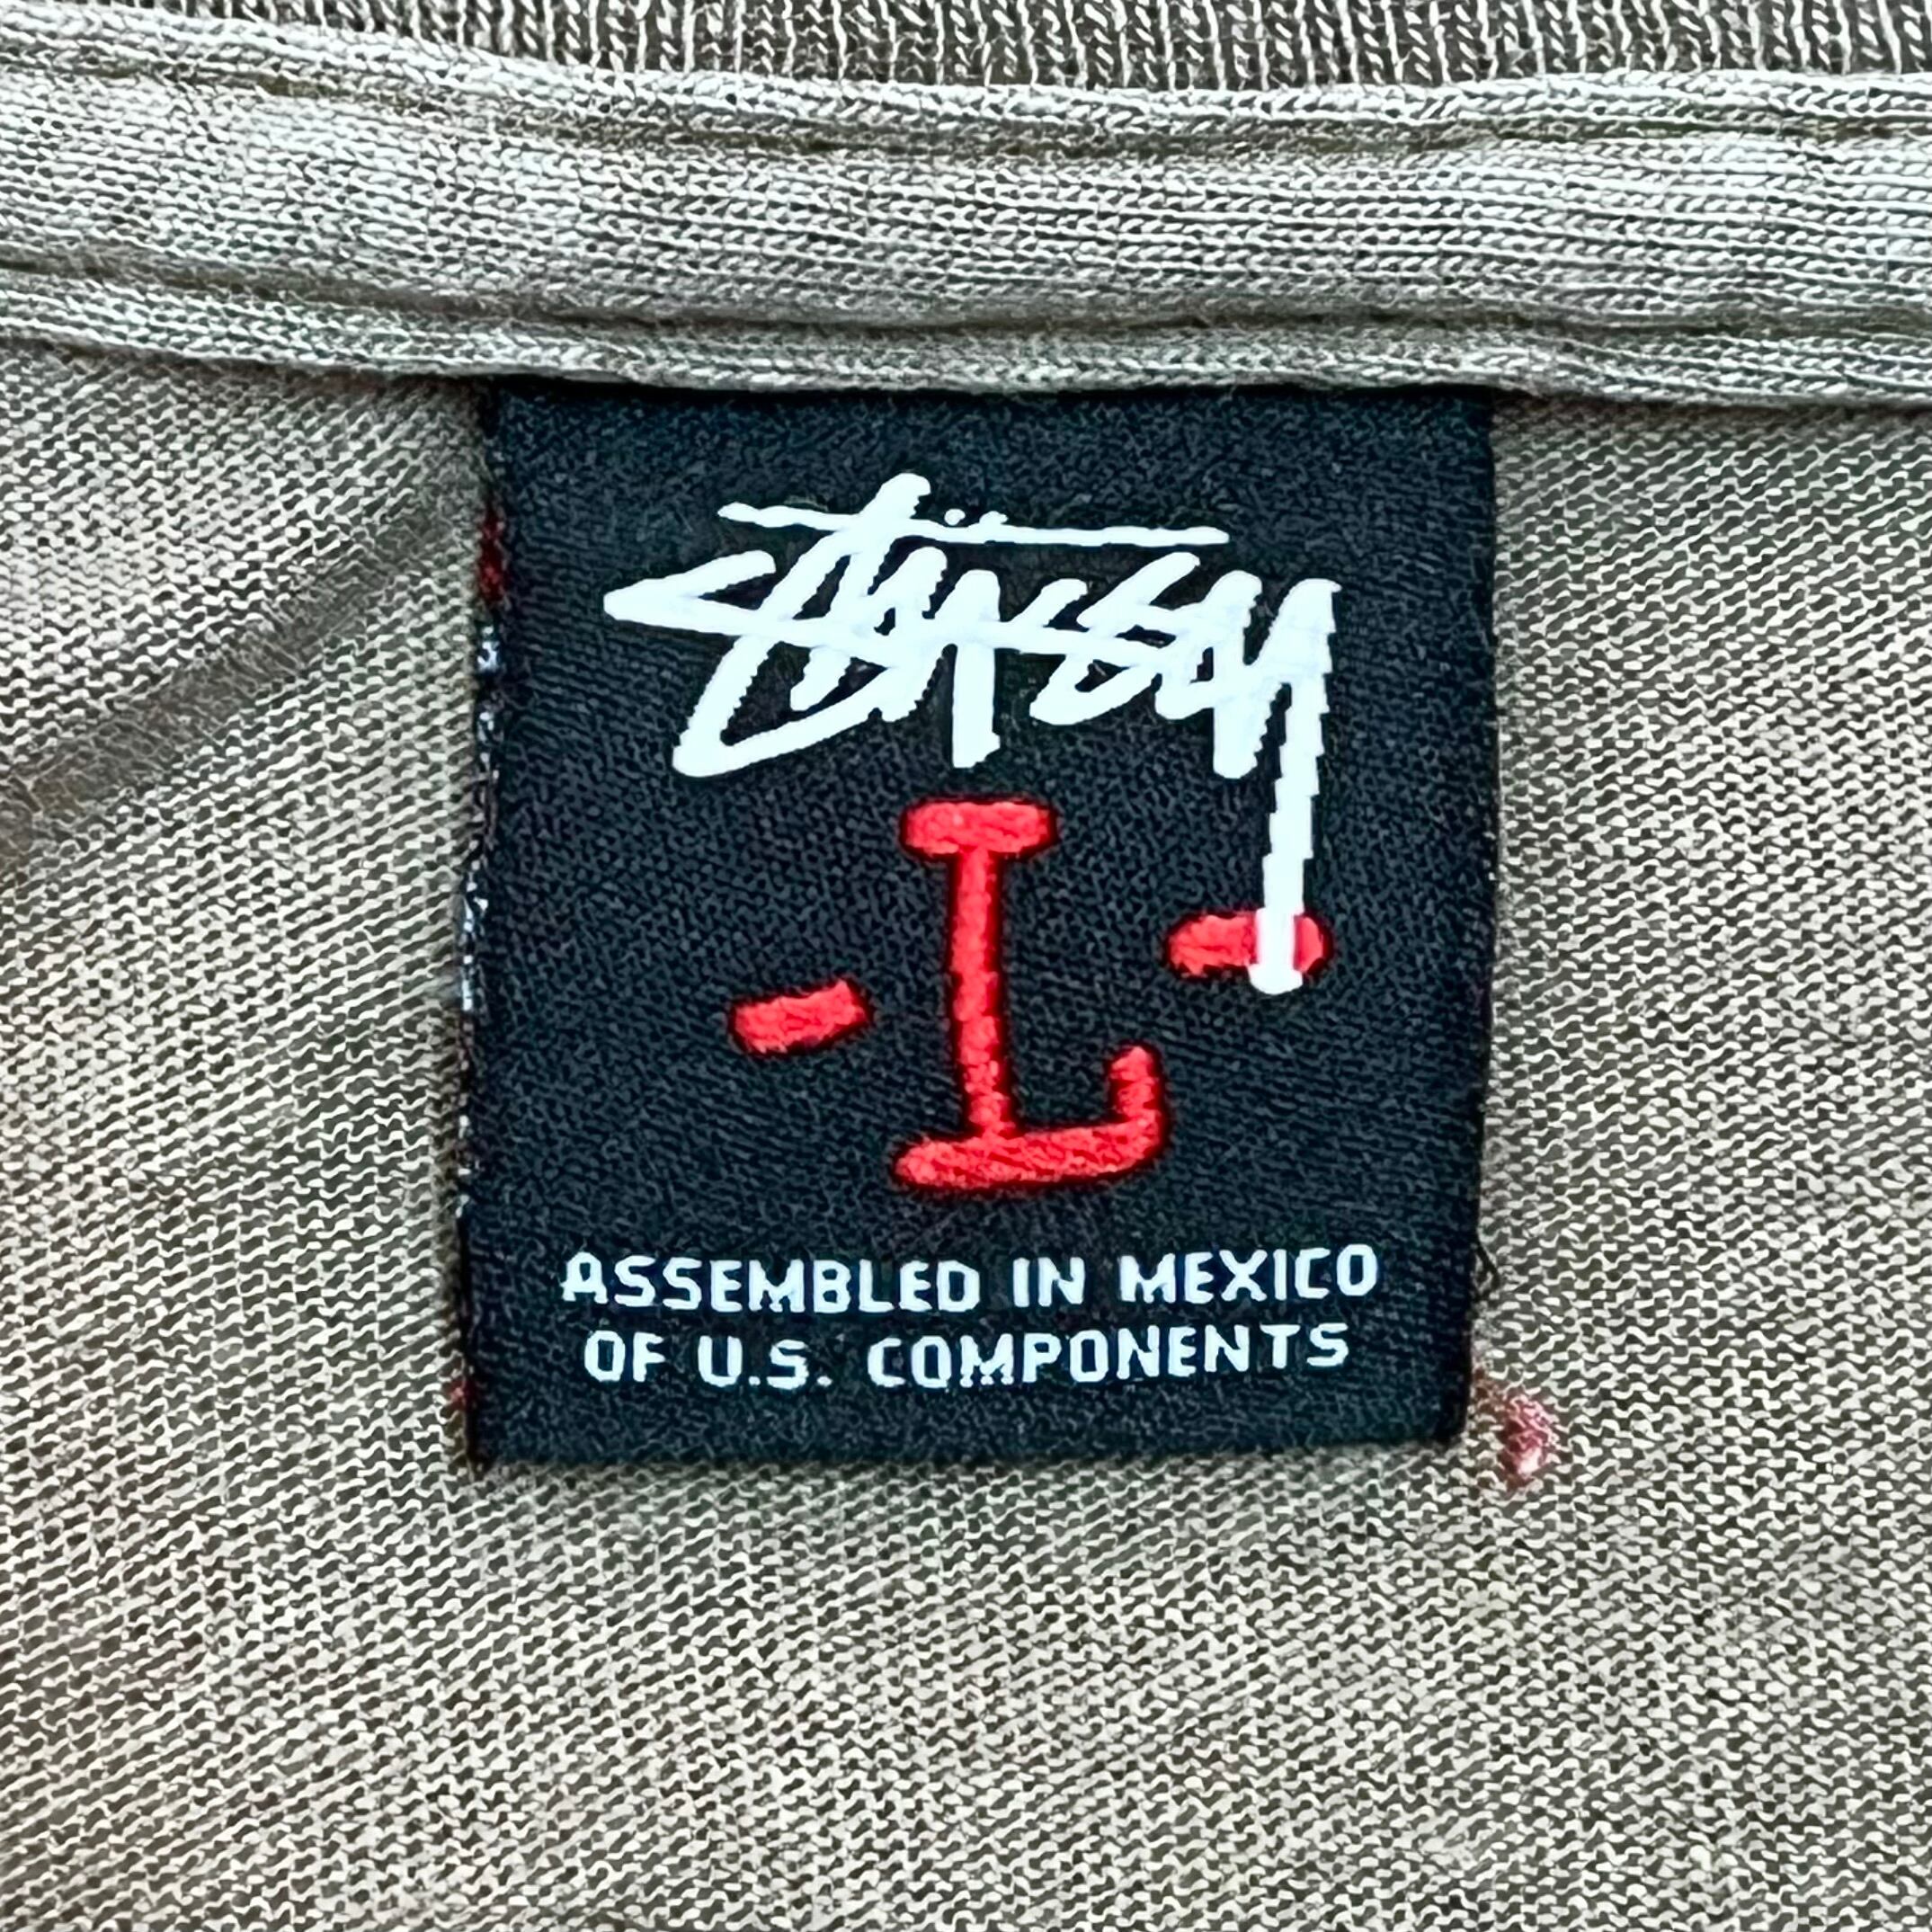 Stüssy
-L-
ASSEMBLED IN MEXICO
OF U.S. COMPONENTS